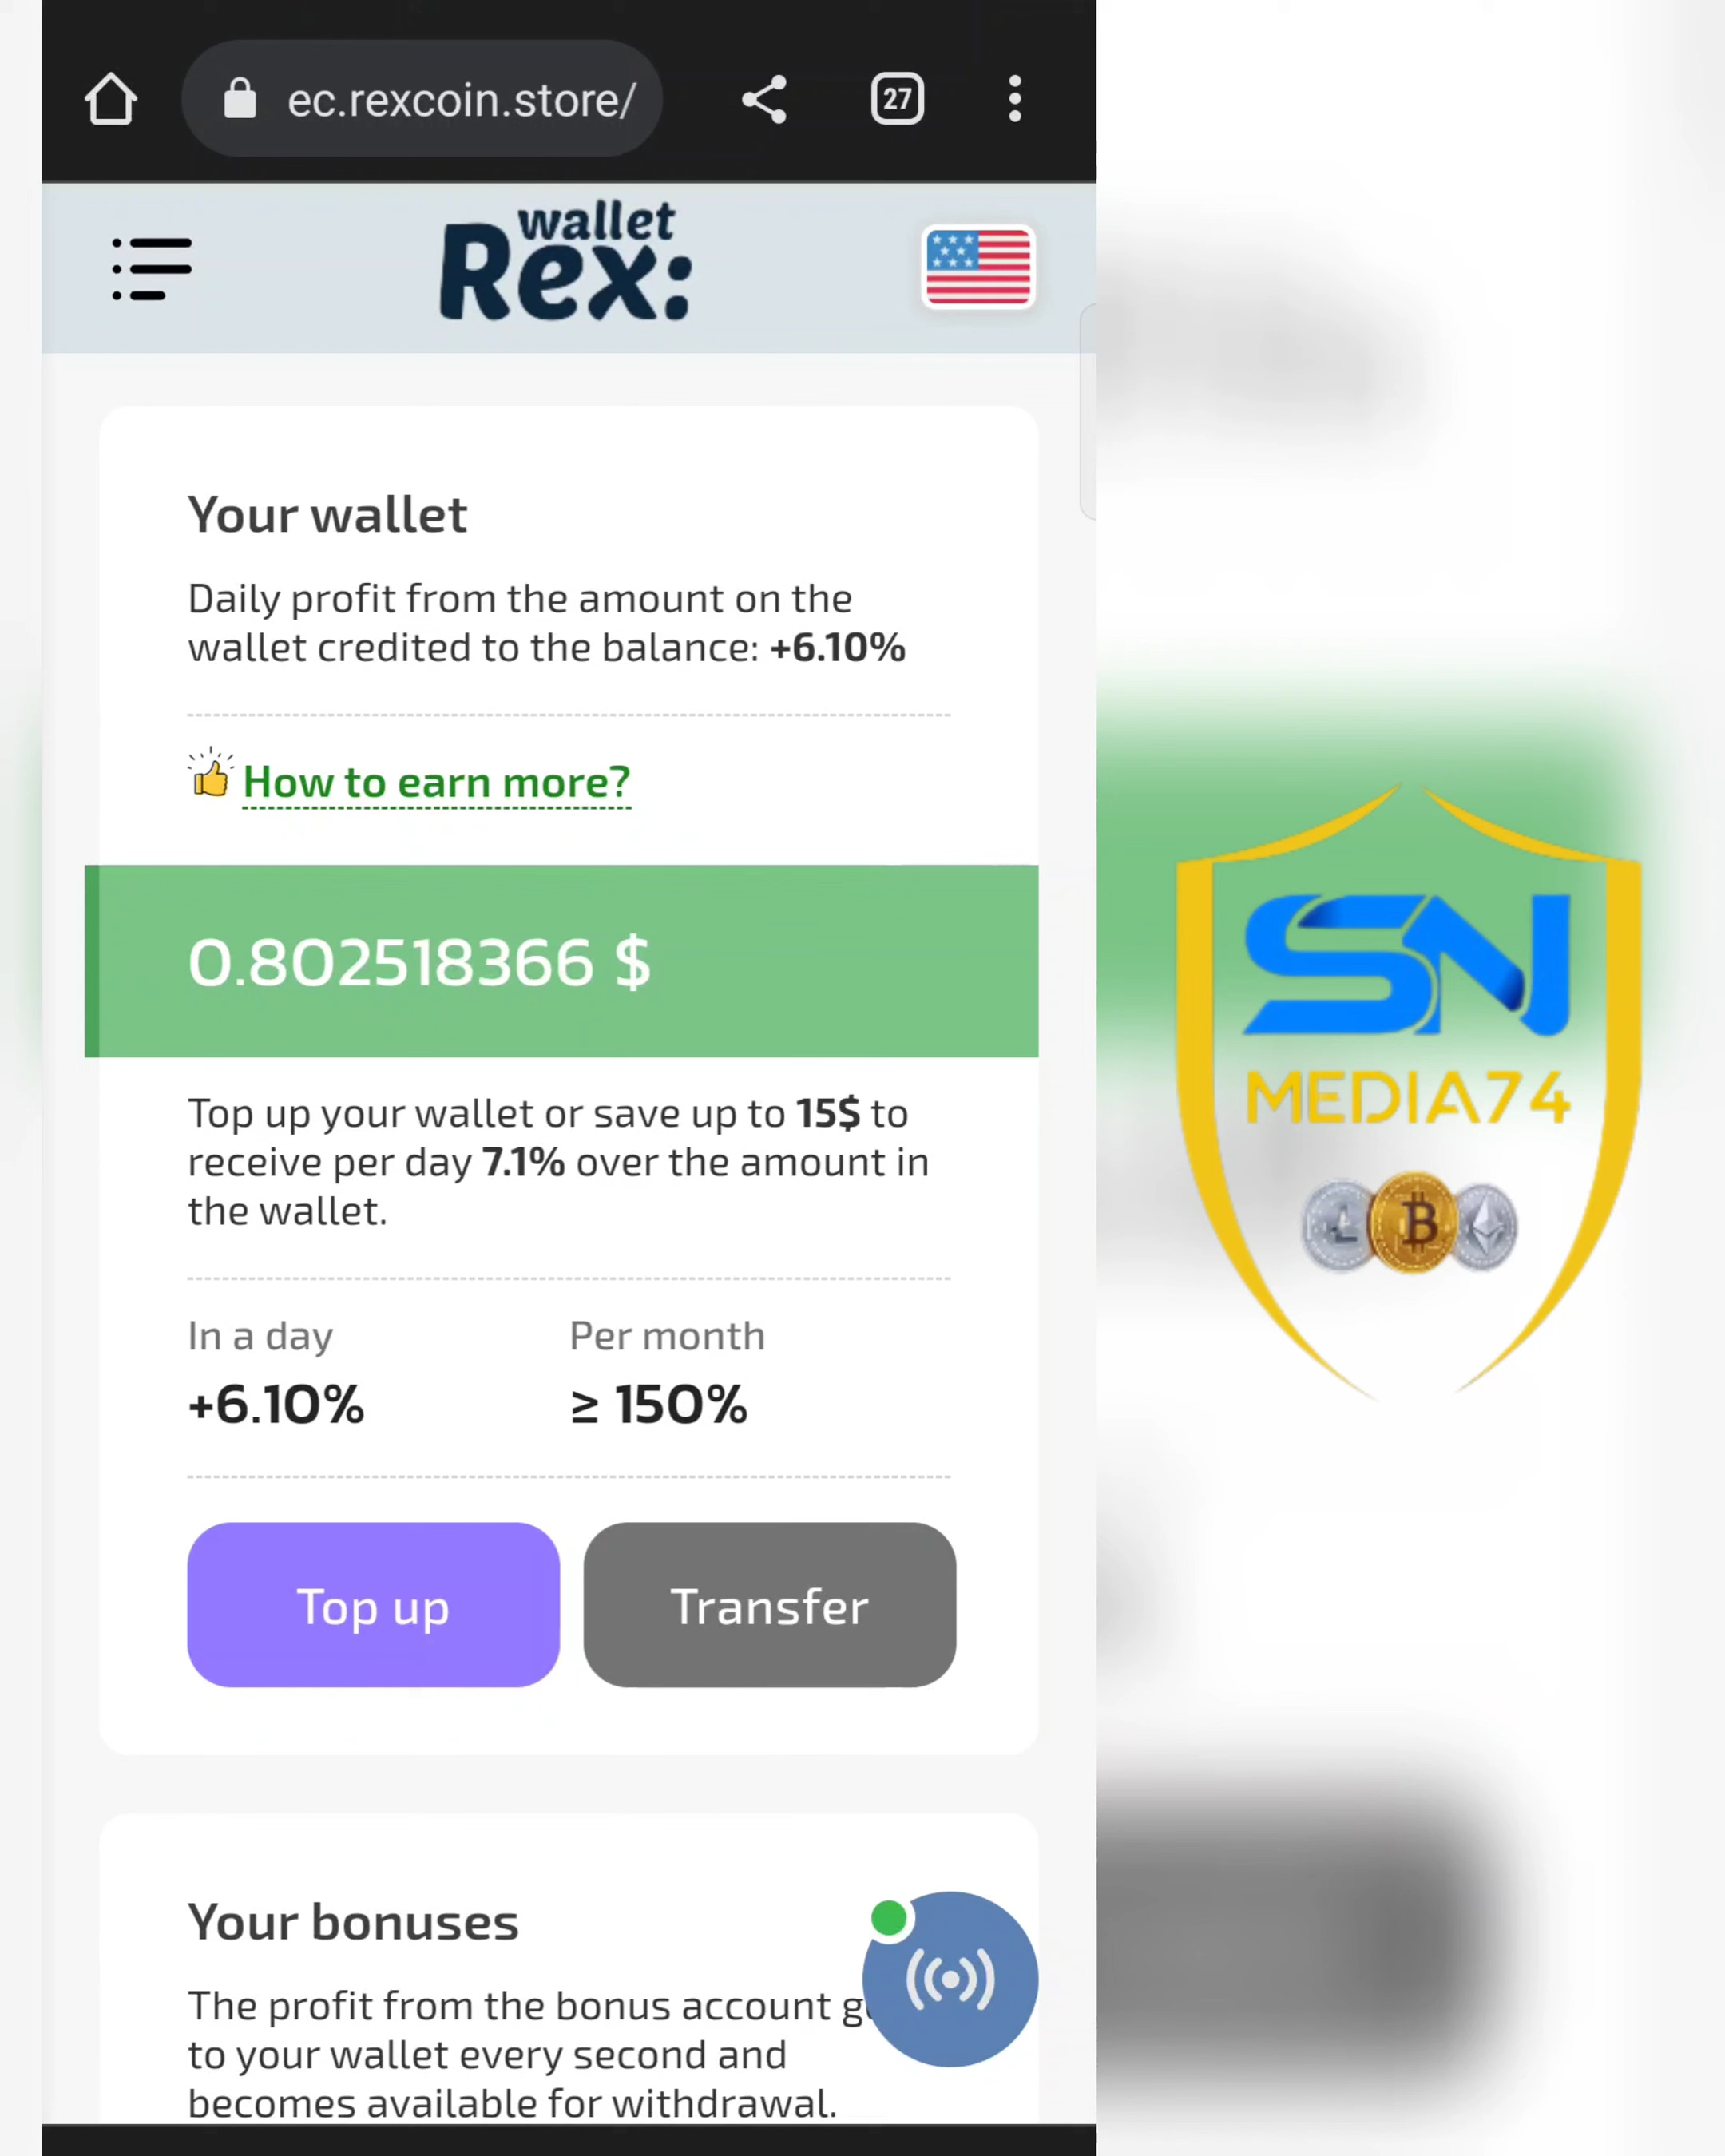 ec.rexcoin.store/
27
wallet
Rex:
Your wallet
Daily profit from the amount on the
wallet credited to the balance: +6.10%
How to earn more?
0.802518366 $
Top up your wallet or save up to 15$ to
receive per day 7.1% over the amount in
the wallet.
In a day
Per month
+6.10%
≥ 150%
Top up
Transfer
Your bonuses
The profit from the bonus account
to your wallet every second and
becomes available for withdrawal.
SN
MEDIA74